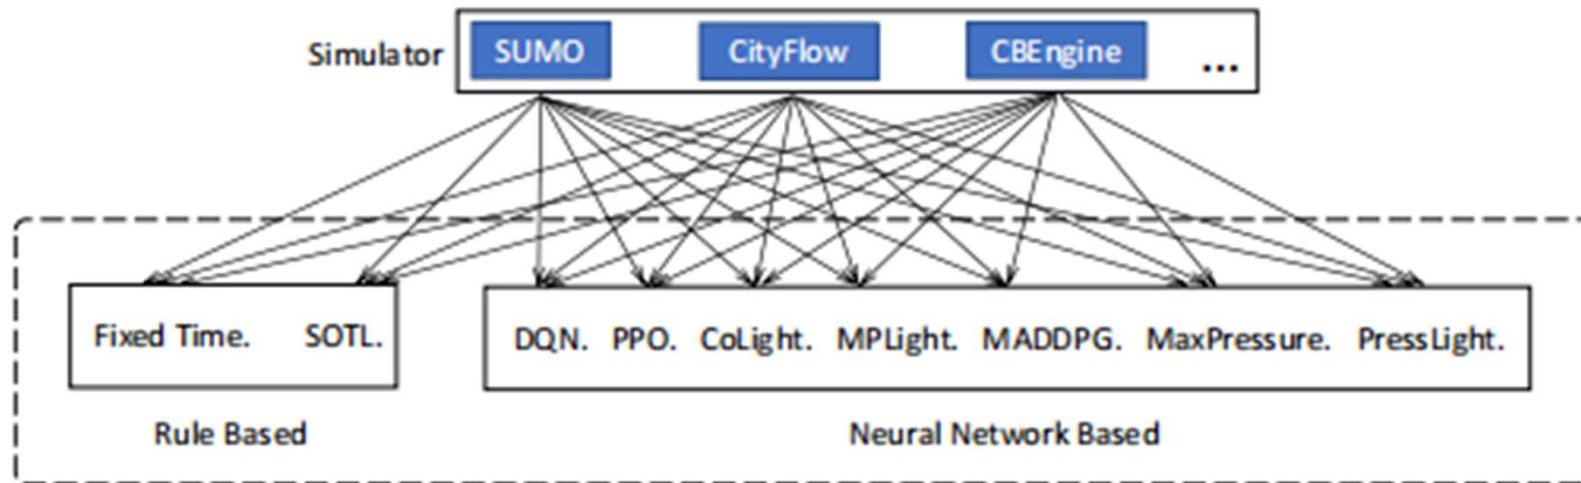 Simulator SUMO CityFlow CBEngine ...
Fixed Time. SOTL. DQN. PPO. CoLight. MPLight. MADDPG. MaxPressure. PressLight.
Rule Based Neural Network Based